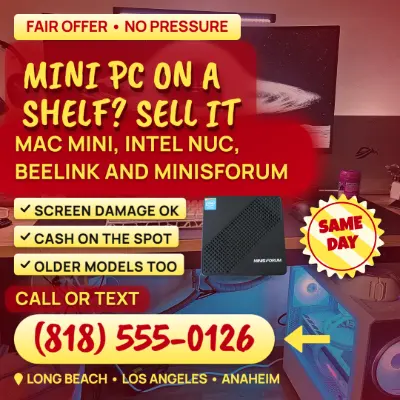 FAIR OFFER • NO PRESSURE
MINI PC ON A
SHELF? SELL IT
MAC MINI, INTEL NUC,
BEELINK AND MINISFORUM
SCREEN DAMAGE OK
CASH ON THE SPOT
OLDER MODELS TOO
MINISFORUM
SAME
DAY
CALL OR TEXT
(818) 555-0126
LONG BEACH • LOS ANGELES • ANAHEIM